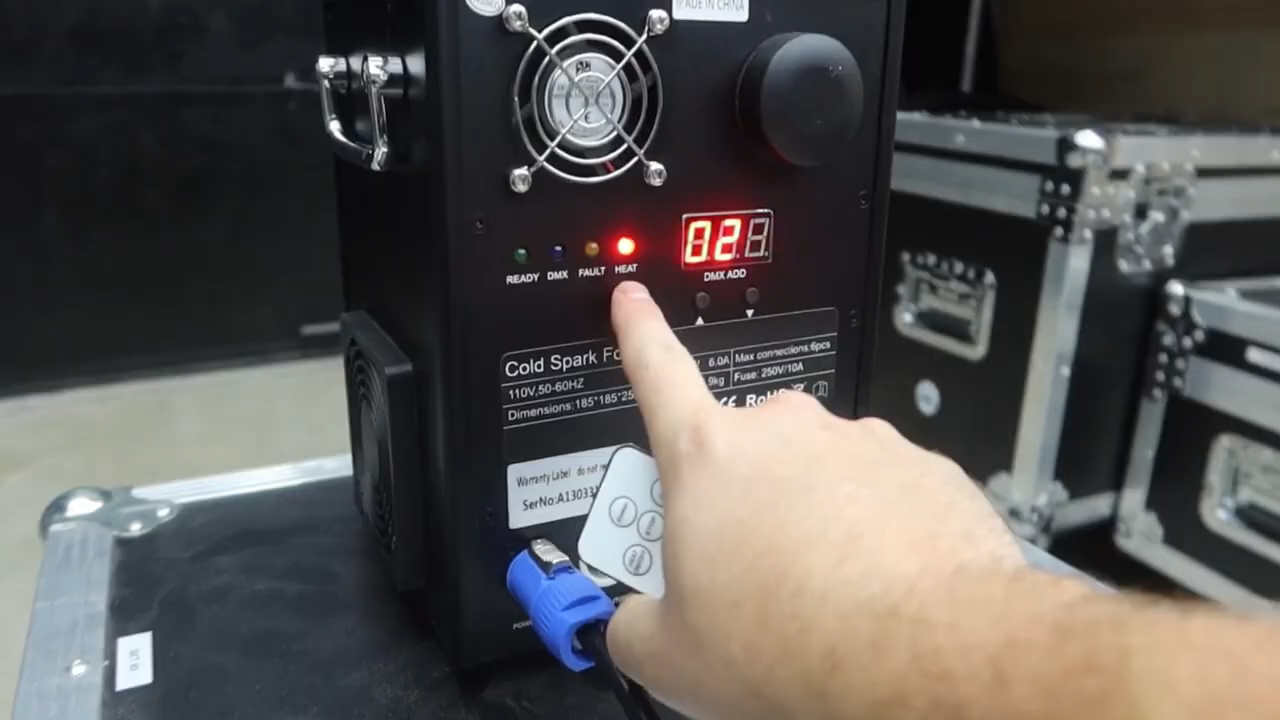 MADE IN CHINA
02
READY DMX FAULT HEAT DMX ADD
Cold Spark Fo 6.0A Max connections:6pcs
110V,50-60HZ 9kg Fuse: 250V/10A
Dimensions:185*185*25 CE RoHS
Warranty Label do not re
SerNo:A13033